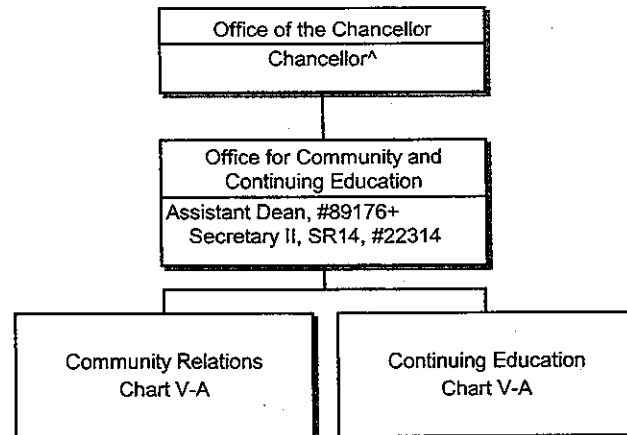 Office of the Chancellor
Chancellor^
Office for Community and
Continuing Education
Assistant Dean, #89176+
Secretary II, SR14, #22314
Community Relations
Chart V-A
Continuing Education
Chart V-A